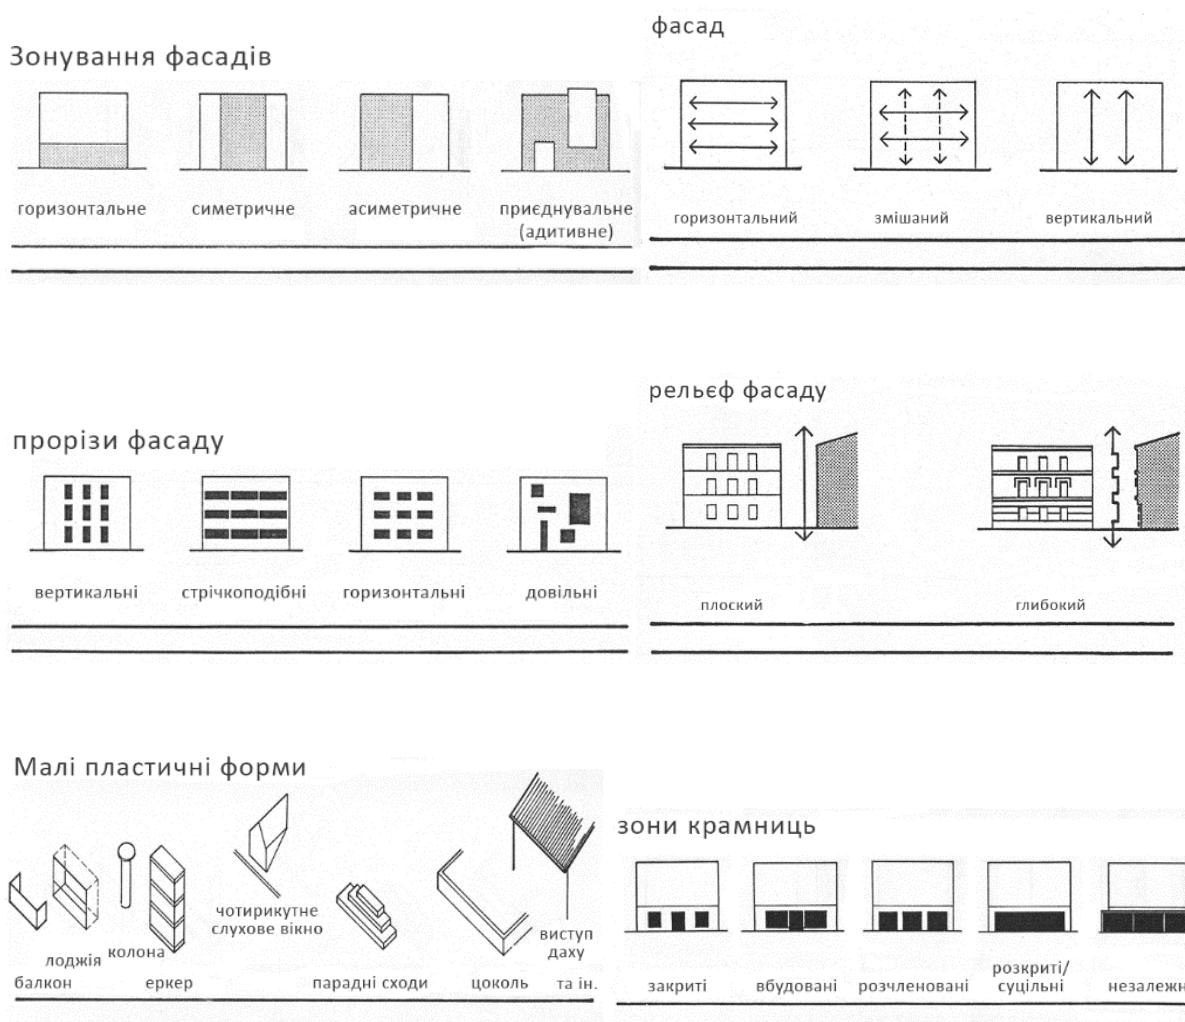 Зонування фасадів
горизонтальне
симетричне
асиметричне
приєднувальне
(адитивне)
фасад
горизонтальний
змішаний
вертикальний
прорізи фасаду
вертикальні
стрічкоподібні
горизонтальні
довільні
рельєф фасаду
плоский
глибокий
Малі пластичні форми
балкон
лоджія
колона
еркер
чотирикутне
слухове вікно
парадні сходи
цоколь
виступ
даху
та ін.
зони крамниць
закриті
вбудовані
розчленовані
розкриті/
суцільні
незалежн